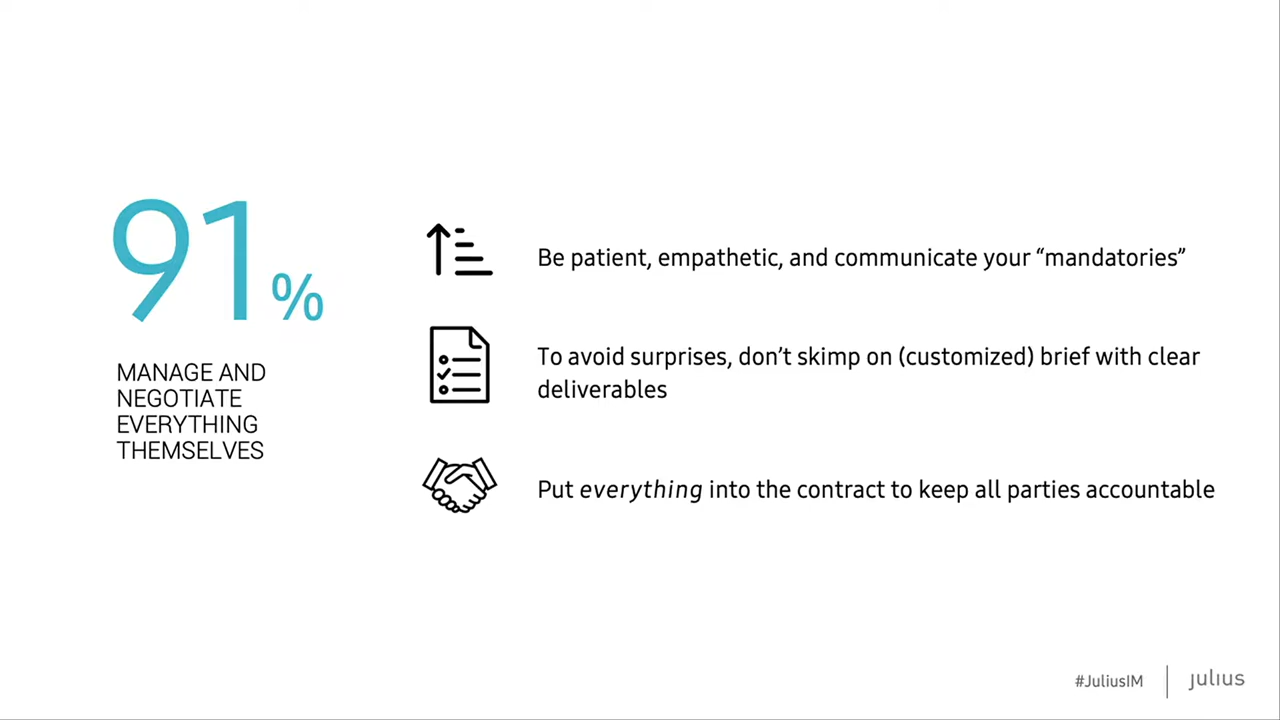 91%
MANAGE AND
NEGOTIATE
EVERYTHING
THEMSELVES
Be patient, empathetic, and communicate your “mandatories”
To avoid surprises, don’t skimp on (customized) brief with clear
deliverables
Put everything into the contract to keep all parties accountable
#JuliusIM
julius